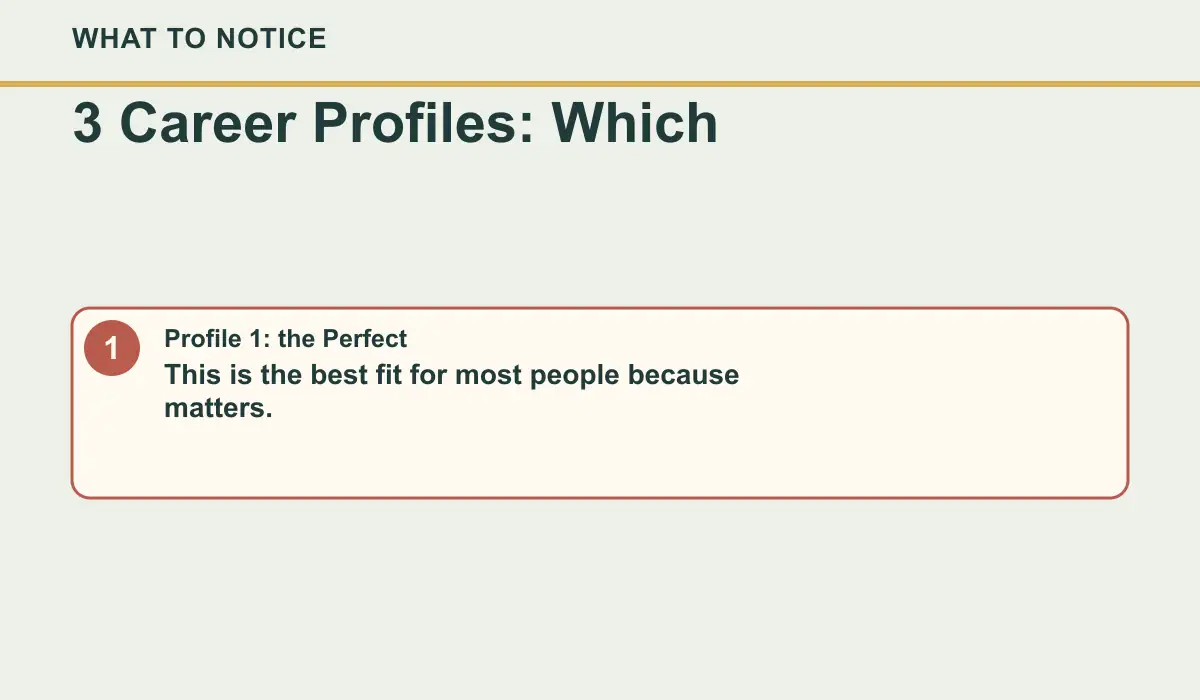 WHAT TO NOTICE
3 Career Profiles: Which
1
Profile 1: the Perfect
This is the best fit for most people because
matters.